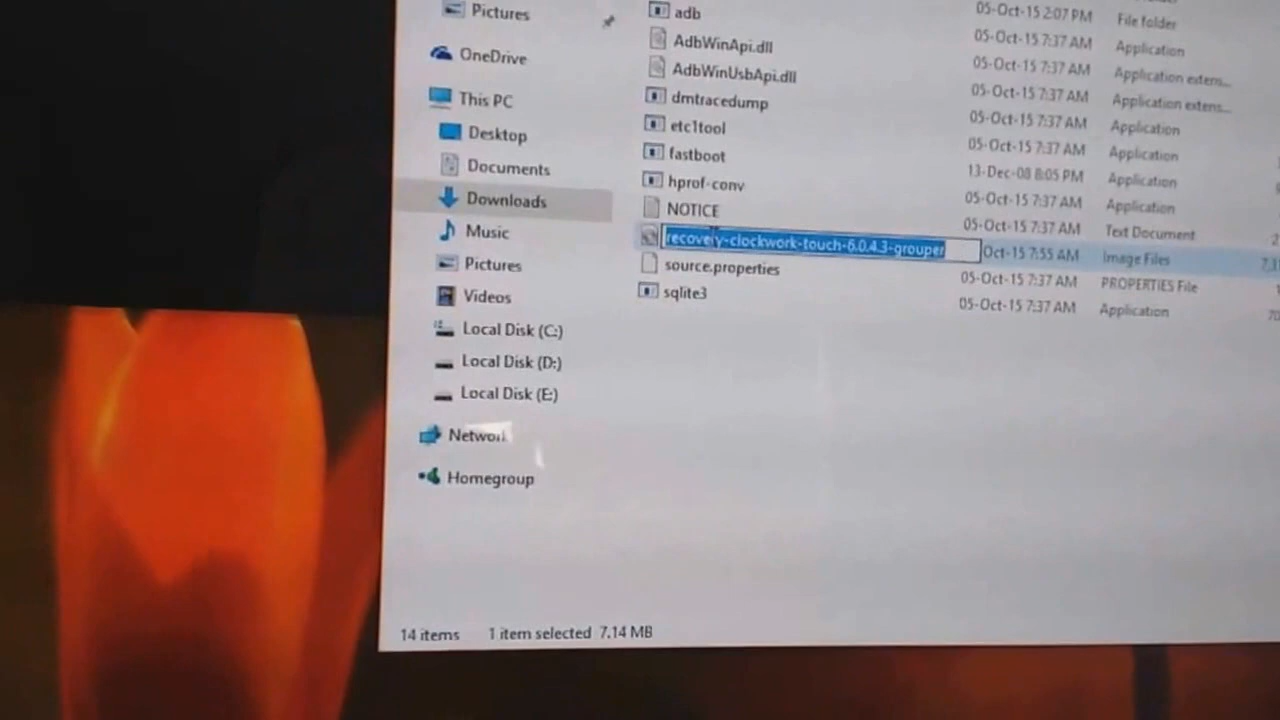 Pictures
OneDrive
This PC
Desktop
Documents
Downloads
Music
Pictures
Videos
Local Disk (C:)
Local Disk (D:)
Local Disk (E:)
Network
Homegroup
adb 05-Oct-15 2:07 PM File folder
AdbWinApi.dll 05-Oct-15 7:37 AM Application
AdbWinUsbApi.dll 05-Oct-15 7:37 AM Application extens...
dmtracedump 05-Oct-15 7:37 AM Application extens...
etc1tool 05-Oct-15 7:37 AM Application
fastboot 05-Oct-15 7:37 AM Application
hprof-conv 13-Dec-08 8:05 PM Application
NOTICE 05-Oct-15 7:37 AM Application
recovery-clockwork-touch-6.0.4.3-grouper 05-Oct-15 7:37 AM Text Document
source.properties Oct-15 7:55 AM Image Files
sqlite3 05-Oct-15 7:37 AM PROPERTIES File
05-Oct-15 7:37 AM Application
14 items 1 item selected 7.14 MB